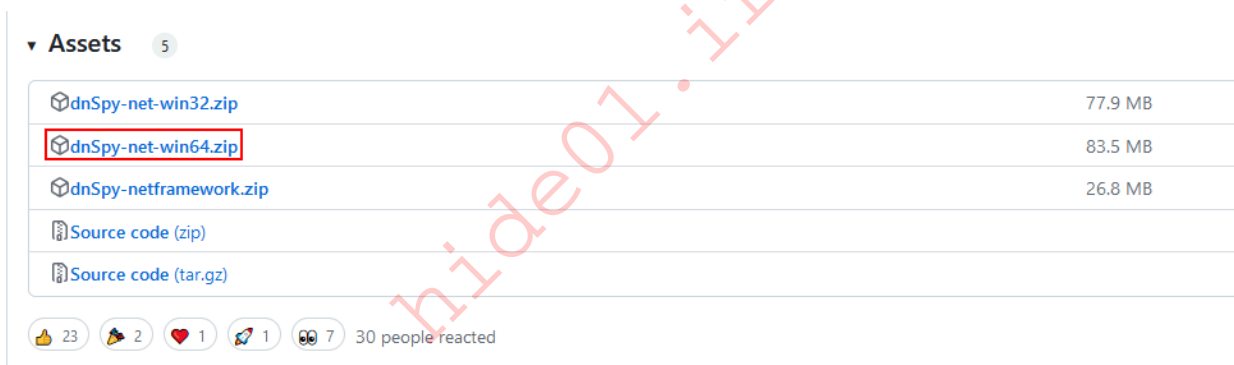 Assets 5
dnSpy-net-win32.zip 77.9 MB
dnSpy-net-win64.zip 83.5 MB
dnSpy-netframework.zip 26.8 MB
Source code (zip)
Source code (tar.gz)
23 2 1 1 7 30 people reacted
hide01.i